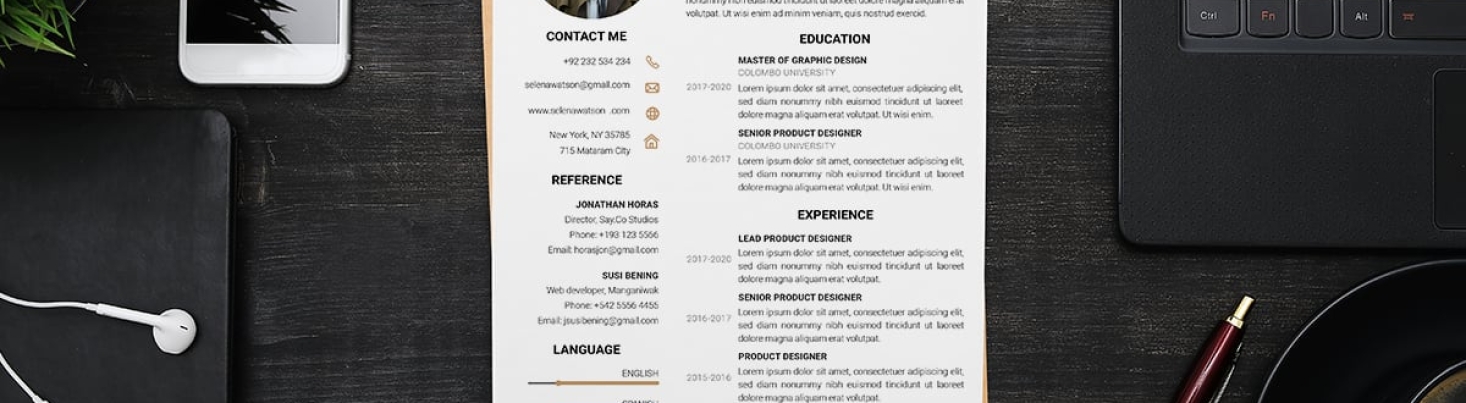 volutpat. Ut wisi enim ad minim veniam, quis nostrud exercid.
CONTACT ME
+92 232 534 234
selenawatson@gmail.com
www.selenawatson .com
New York, NY 35785
715 Mataram City
REFERENCE
JONATHAN HORAS
Director, Say.Co Studios
Phone: +193 123 5556
Email: horasjon@gmail.com
SUSI BENING
Web developer, Manganiwak
Phone: +542 5556 4455
Email: jsusibening@gmail.com
LANGUAGE
ENGLISH
EDUCATION
MASTER OF GRAPHIC DESIGN
COLOMBO UNIVERSITY
2017-2020
Lorem ipsum dolor sit amet, consectetuer adipiscing elit,
sed diam nonummy nibh euismod tincidunt ut laoreet
dolore magna aliquam erat volutpat. Ut wisi enim.
SENIOR PRODUCT DESIGNER
COLOMBO UNIVERSITY
2016-2017
Lorem ipsum dolor sit amet, consectetuer adipiscing elit,
sed diam nonummy nibh euismod tincidunt ut laoreet
dolore magna aliquam erat volutpat. Ut wisi enim.
EXPERIENCE
LEAD PRODUCT DESIGNER
2017-2020
Lorem ipsum dolor sit amet, consectetuer adipiscing elit,
sed diam nonummy nibh euismod tincidunt ut laoreet
dolore magna aliquam erat volutpat.
SENIOR PRODUCT DESIGNER
2016-2017
Lorem ipsum dolor sit amet, consectetuer adipiscing elit,
sed diam nonummy nibh euismod tincidunt ut laoreet
dolore magna aliquam erat volutpat.
PRODUCT DESIGNER
2015-2016
Lorem ipsum dolor sit amet, consectetuer adipiscing elit,
sed diam nonummy nibh euismod tincidunt ut laoreet
dolore magna aliquam erat volutpat.
Ctrl
Fn
Alt